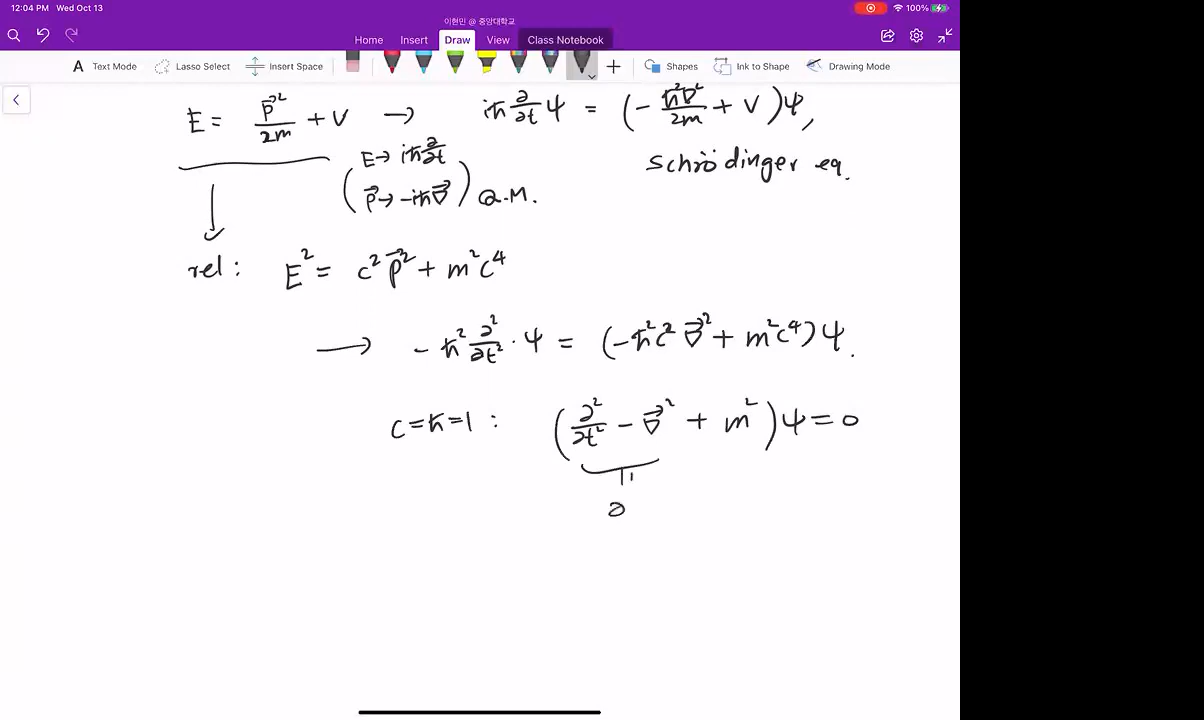 12:04 PM Wed Oct 13
100%
이현민 @ 중앙대학교
Home Insert Draw View Class Notebook
A Text Mode Lasso Select Insert Space Shapes Ink to Shape Drawing Mode
E = p⃗²/2m + V → iħ ∂/∂t ψ = (− ħ²∇⃗²/2m + V)ψ,
(E → iħ ∂/∂t
p⃗ → −iħ∇⃗) Q.M.
Schrödinger eq.
rel : E² = c² p⃗² + m²c⁴
→ − ħ² ∂²/∂t² · ψ = (−ħ²c² ∇⃗² + m²c⁴)ψ.
c = ħ = 1 : (∂²/∂t² − ∇⃗² + m²)ψ = 0
∂